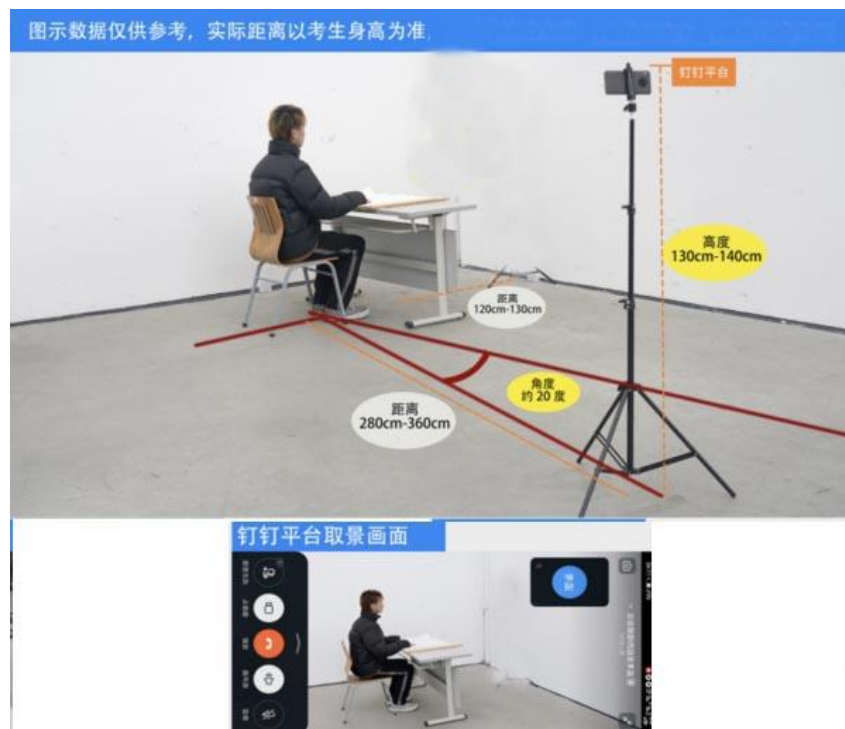 图示数据仅供参考，实际距离以考生身高为准
钉钉平台
高度
130cm-140cm
距离
120cm-130cm
角度
约 20 度
距离
280cm-360cm
钉钉平台取景画面